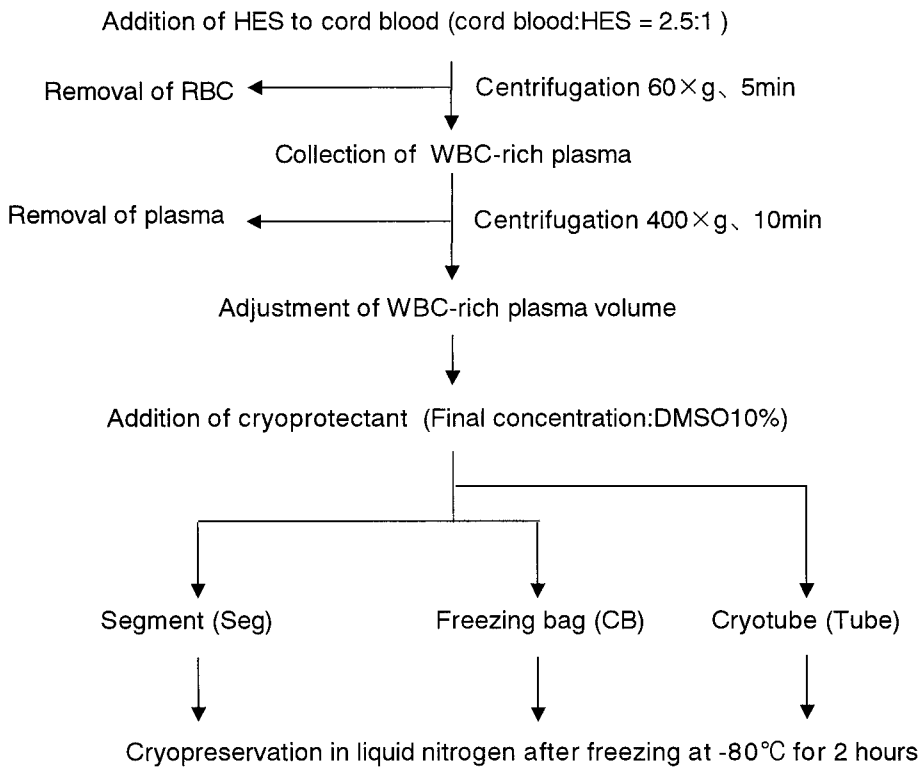 Addition of HES to cord blood (cord blood:HES = 2.5:1 )
Removal of RBC
Centrifugation 60×g、5min
Collection of WBC-rich plasma
Removal of plasma
Centrifugation 400×g、10min
Adjustment of WBC-rich plasma volume
Addition of cryoprotectant (Final concentration:DMSO10%)
Segment (Seg)
Freezing bag (CB)
Cryotube (Tube)
Cryopreservation in liquid nitrogen after freezing at -80℃ for 2 hours